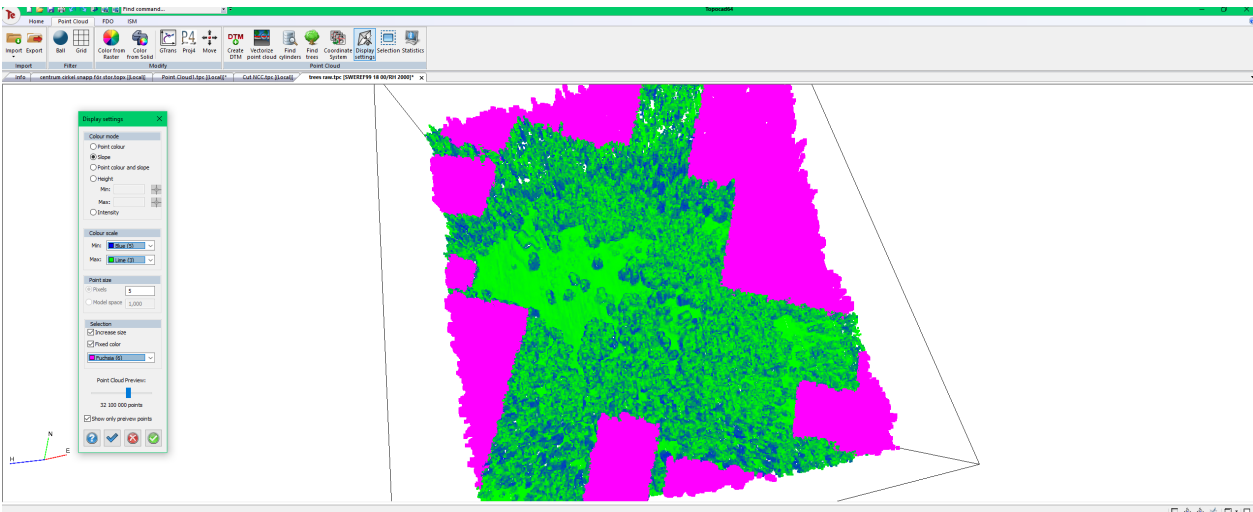 Te
Find command...
Topocad64
Home Point Cloud FDO ISM
Import Export Ball Grid Color from Raster Color from Solid GTrans Proj4 Move Create DTM Vectorize point cloud Find cylinders Find trees Coordinate System Display settings Selection Statistics
Import Filter Modify Point Cloud
Info centrum cirkel snapp för stor.topx [(Local)] Point Cloud1.tpc [(Local)]* Cut NCC.tpc [(Local)] trees raw.tpc [SWEREF99 18 00/RH 2000]* x
Display settings
Colour mode
Point colour
Slope
Point colour and slope
Height
Min:
Max:
Intensity
Colour scale
Min: Blue (5)
Max: Lime (3)
Point size
Pixels 5
Model space 1,000
Selection
Increase size
Fixed color
Fuchsia (6)
Point Cloud Preview:
32 100 000 points
Show only preview points
N
E
H